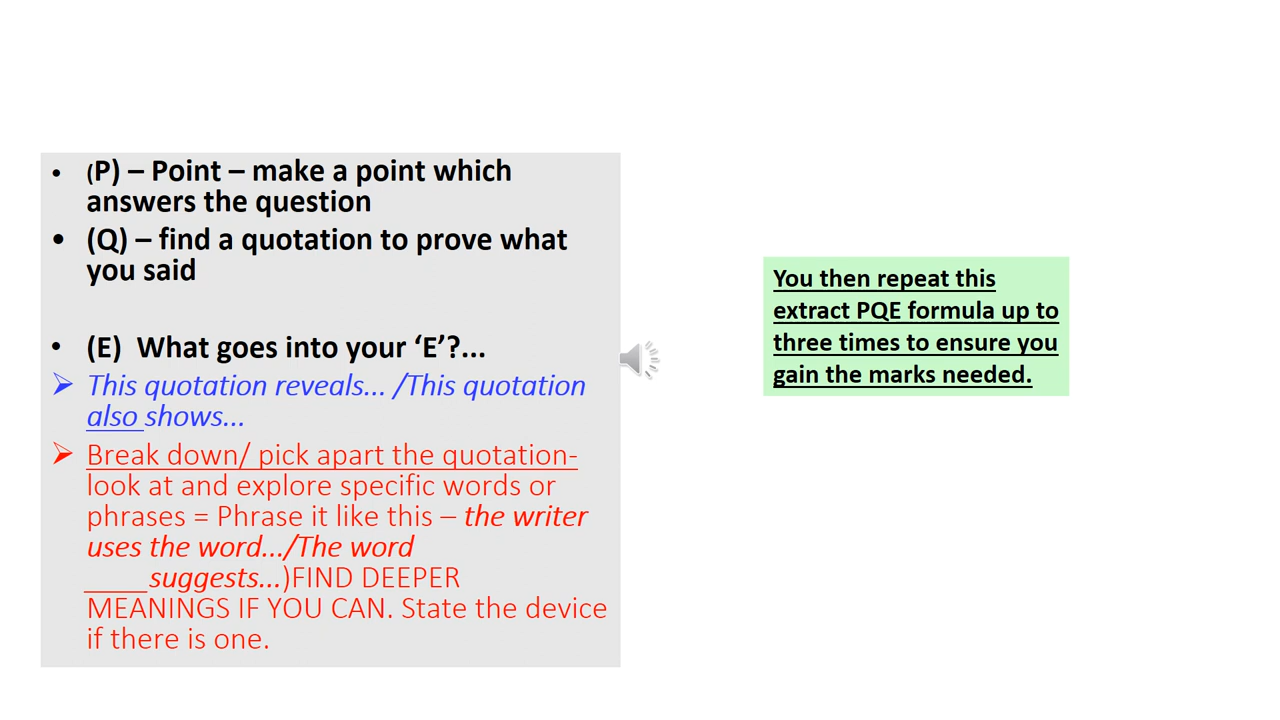 • (P) – Point – make a point which
answers the question
• (Q) – find a quotation to prove what
you said
• (E) What goes into your ‘E’?...
➢ This quotation reveals... /This quotation
also shows...
➢ Break down/ pick apart the quotation-
look at and explore specific words or
phrases = Phrase it like this – the writer
uses the word.../The word
____suggests...)FIND DEEPER
MEANINGS IF YOU CAN. State the device
if there is one.
You then repeat this
extract PQE formula up to
three times to ensure you
gain the marks needed.